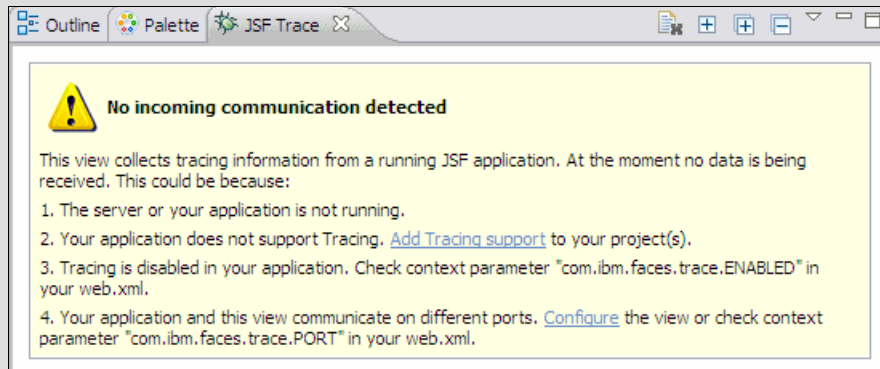 Outline Palette JSF Trace
No incoming communication detected
This view collects tracing information from a running JSF application. At the moment no data is being
received. This could be because:
1. The server or your application is not running.
2. Your application does not support Tracing. Add Tracing support to your project(s).
3. Tracing is disabled in your application. Check context parameter "com.ibm.faces.trace.ENABLED" in
your web.xml.
4. Your application and this view communicate on different ports. Configure the view or check context
parameter "com.ibm.faces.trace.PORT" in your web.xml.